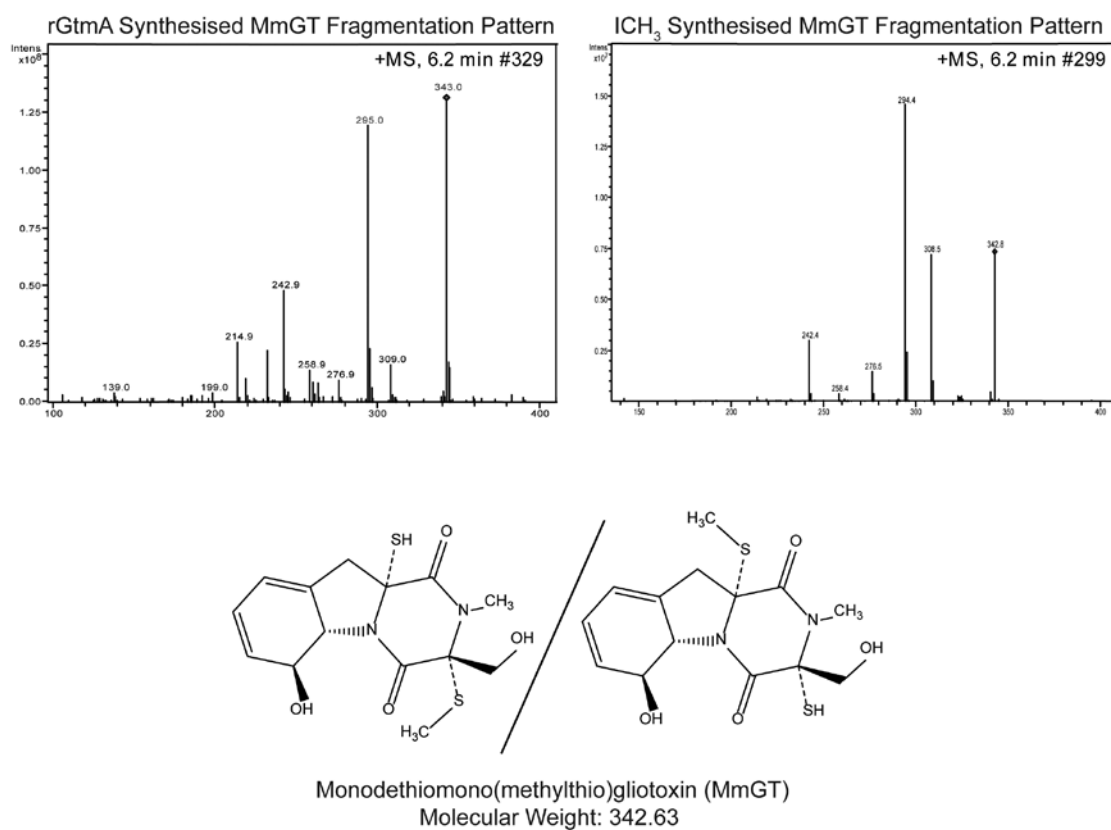 rGtmA Synthesised MmGT Fragmentation Pattern
Intens.
x10⁸
+MS, 6.2 min #329
1.25
1.00
0.75
0.50
0.25
0.00
343.0
295.0
242.9
214.9
258.9
309.0
276.9
139.0
199.0
100
200
300
400
ICH₃ Synthesised MmGT Fragmentation Pattern
Intens.
+MS, 6.2 min #299
1.50
1.25
1.00
0.75
0.50
0.25
294.4
308.5
342.8
242.4
276.5
258.4
150
200
250
300
350
400
SH
O
N
CH₃
N
OH
O
S
H₃C
OH
H₃C
S
O
N
CH₃
N
OH
SH
O
OH
Monodethiomono(methylthio)gliotoxin (MmGT)
Molecular Weight: 342.63